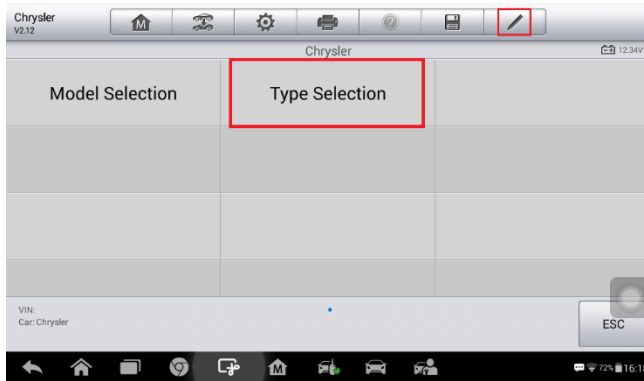 Chrysler
V2.12
M
Chrysler
12.34V
Model Selection
Type Selection
VIN:
Car: Chrysler
ESC
M
72%